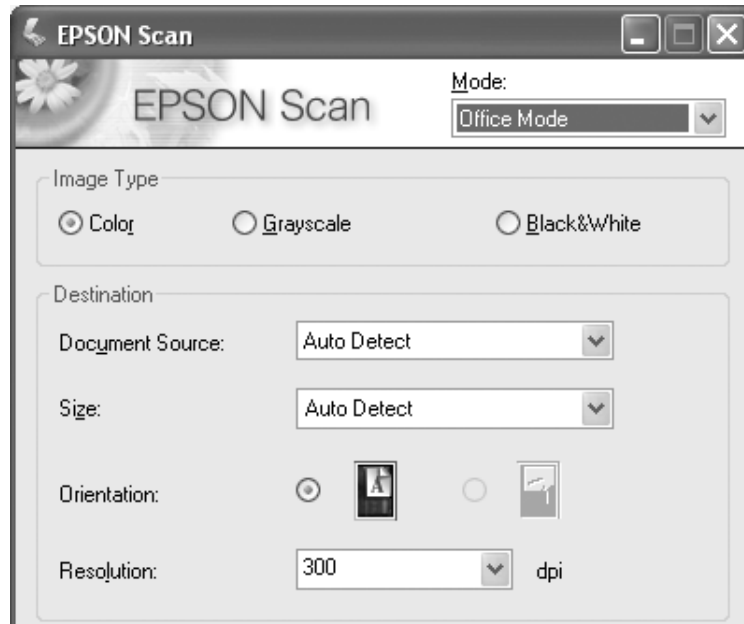 EPSON Scan
EPSON Scan
Mode:
Office Mode
Image Type
Color
Grayscale
Black&White
Destination
Document Source:
Auto Detect
Size:
Auto Detect
Orientation:
A
Resolution:
300
dpi